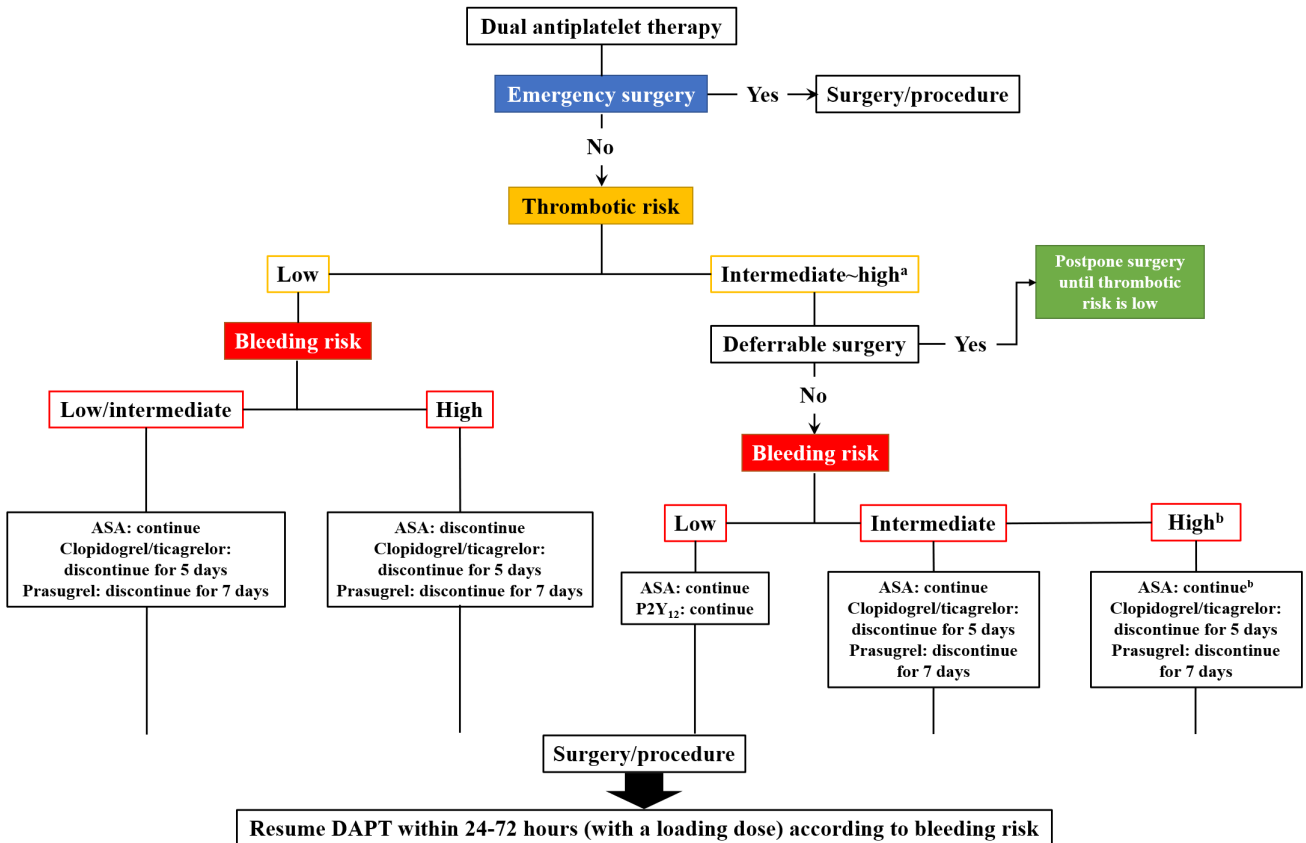 Dual antiplatelet therapy
Emergency surgery
Yes
Surgery/procedure
No
Thrombotic risk
Low
Intermediate~highᵃ
Postpone surgery
until thrombotic
risk is low
Bleeding risk
Deferrable surgery
Yes
Low/intermediate
High
No
Bleeding risk
Low
Intermediate
Highᵇ
ASA: continue
Clopidogrel/ticagrelor:
discontinue for 5 days
Prasugrel: discontinue for 7 days
ASA: discontinue
Clopidogrel/ticagrelor:
discontinue for 5 days
Prasugrel: discontinue for 7 days
ASA: continue
P2Y₁₂: continue
ASA: continue
Clopidogrel/ticagrelor:
discontinue for 5 days
Prasugrel: discontinue
for 7 days
ASA: continueᵇ
Clopidogrel/ticagrelor:
discontinue for 5 days
Prasugrel: discontinue
for 7 days
Surgery/procedure
Resume DAPT within 24-72 hours (with a loading dose) according to bleeding risk